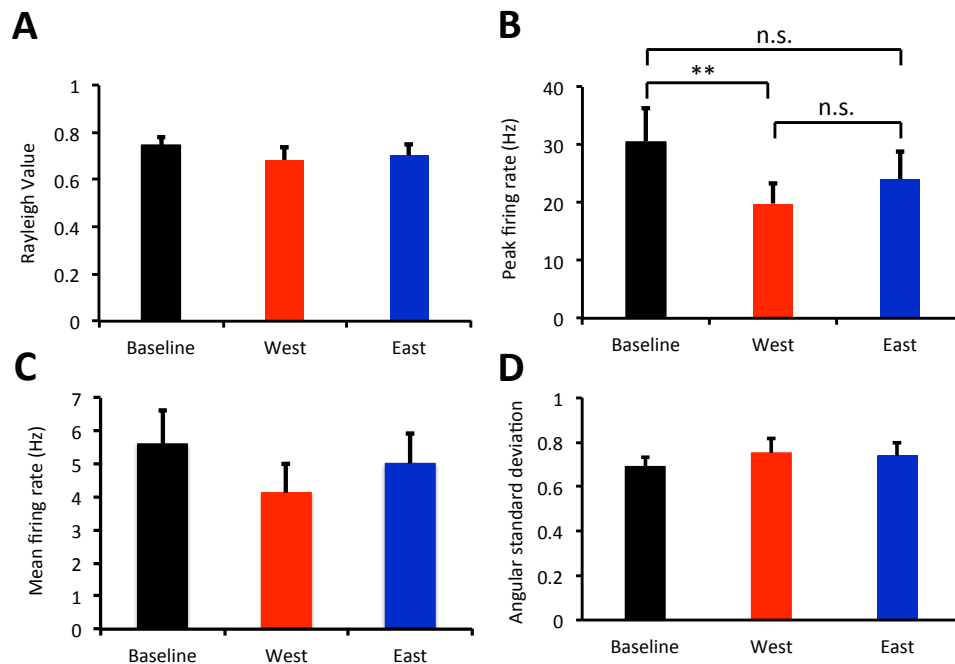 A
Rayleigh Value
1
0.8
0.6
0.4
0.2
0
Baseline West East
B
n.s.
**
n.s.
Peak firing rate (Hz)
40
30
20
10
0
Baseline West East
C
Mean firing rate (Hz)
7
6
5
4
3
2
1
0
Baseline West East
D
Angular standard deviation
1
0.8
0.6
0.4
0.2
0
Baseline West East